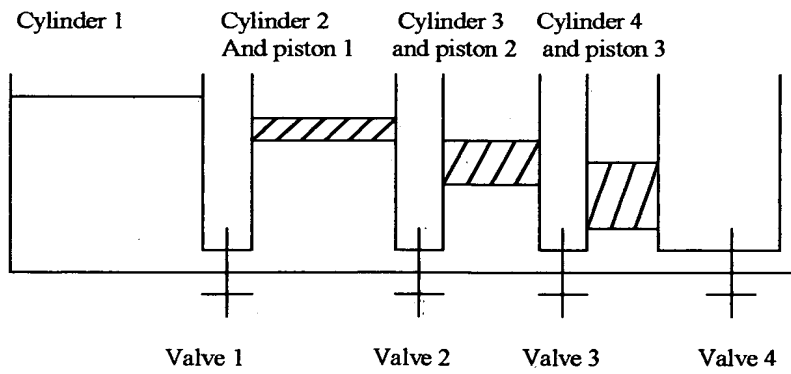 Cylinder 1
Cylinder 2
And piston 1
Cylinder 3
and piston 2
Cylinder 4
and piston 3
Valve 1
Valve 2
Valve 3
Valve 4